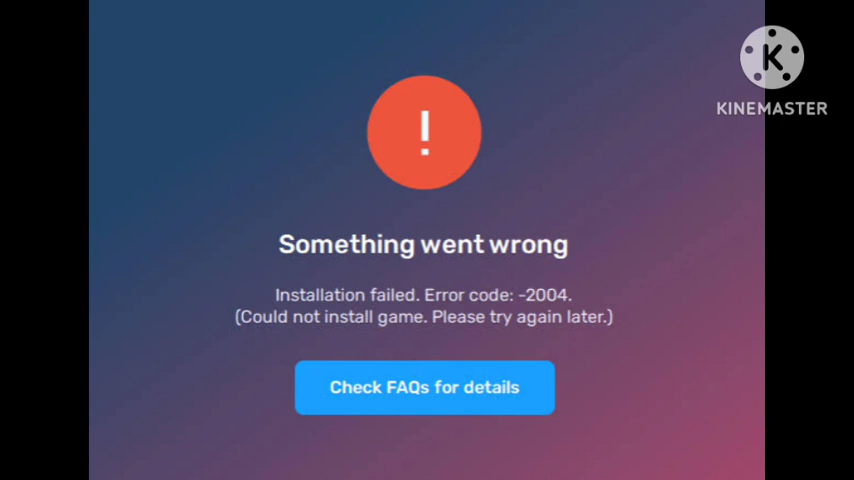 KINEMASTER
!
Something went wrong
Installation failed. Error code: -2004.
(Could not install game. Please try again later.)
Check FAQs for details